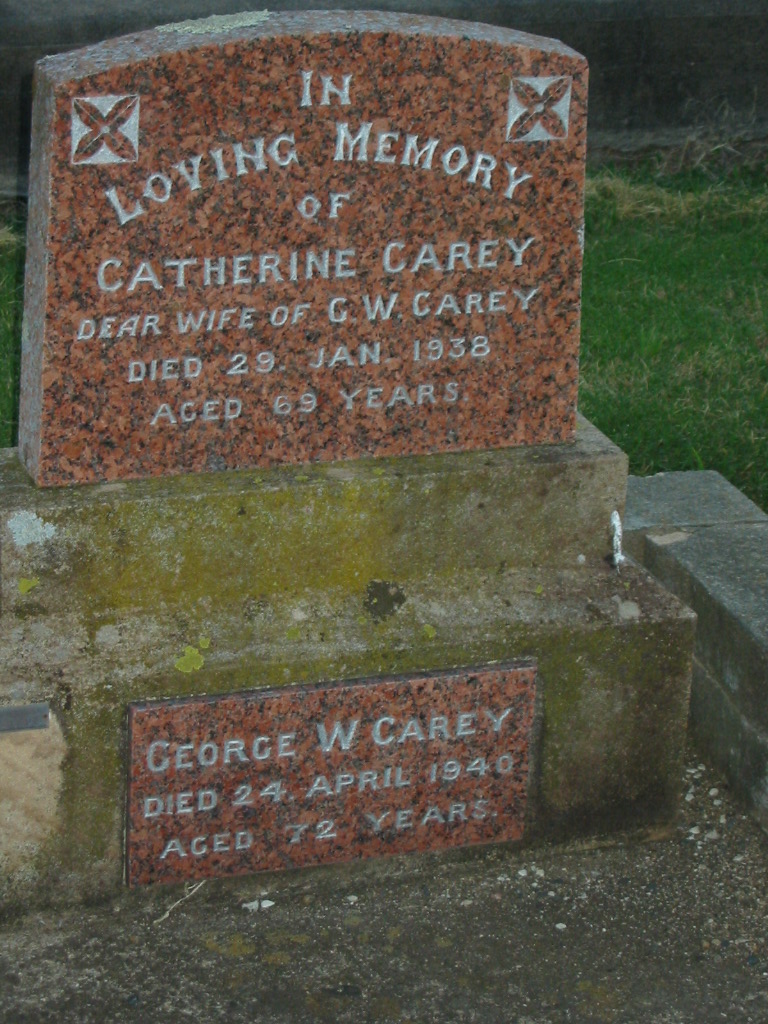 IN
LOVING MEMORY
OF
CATHERINE CAREY
DEAR WIFE OF G.W. CAREY
DIED 29. JAN. 1938
AGED 69 YEARS.
GEORGE W CAREY
DIED 24. APRIL 1940
AGED 72 YEARS.